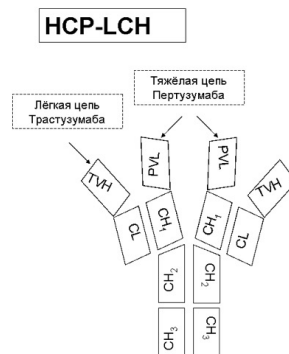 HCP-LCH
Тяжёлая цепь
Пертузумаба
Лёгкая цепь
Трастузумаба
TVH
PVL
PVL
TVH
CL
CH1
CH1
CL
CH2
CH2
CH3
CH3